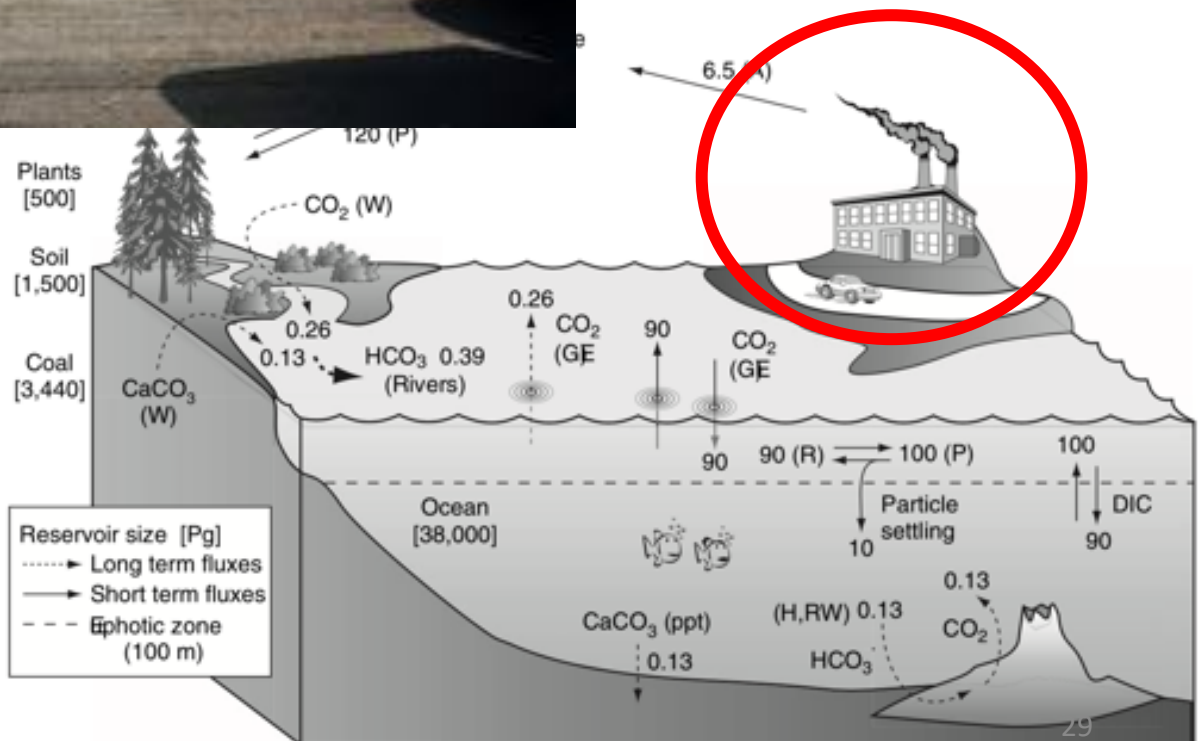 e
6.5 (A)
120 (P)
Plants
[500]
CO₂ (W)
Soil
[1,500]
0.26
CO₂
(GE
90
CO₂
(GE
0.26
0.13
HCO₃ 0.39
(Rivers)
Coal
[3,440]
CaCO₃
(W)
90
90 (R)
100 (P)
100
Ocean
[38,000]
Particle
settling
10
DIC
90
Reservoir size [Pg]
Long term fluxes
Short term fluxes
Euphotic zone
(100 m)
0.13
CaCO₃ (ppt)
0.13
(H,RW) 0.13
CO₂
HCO₃
29